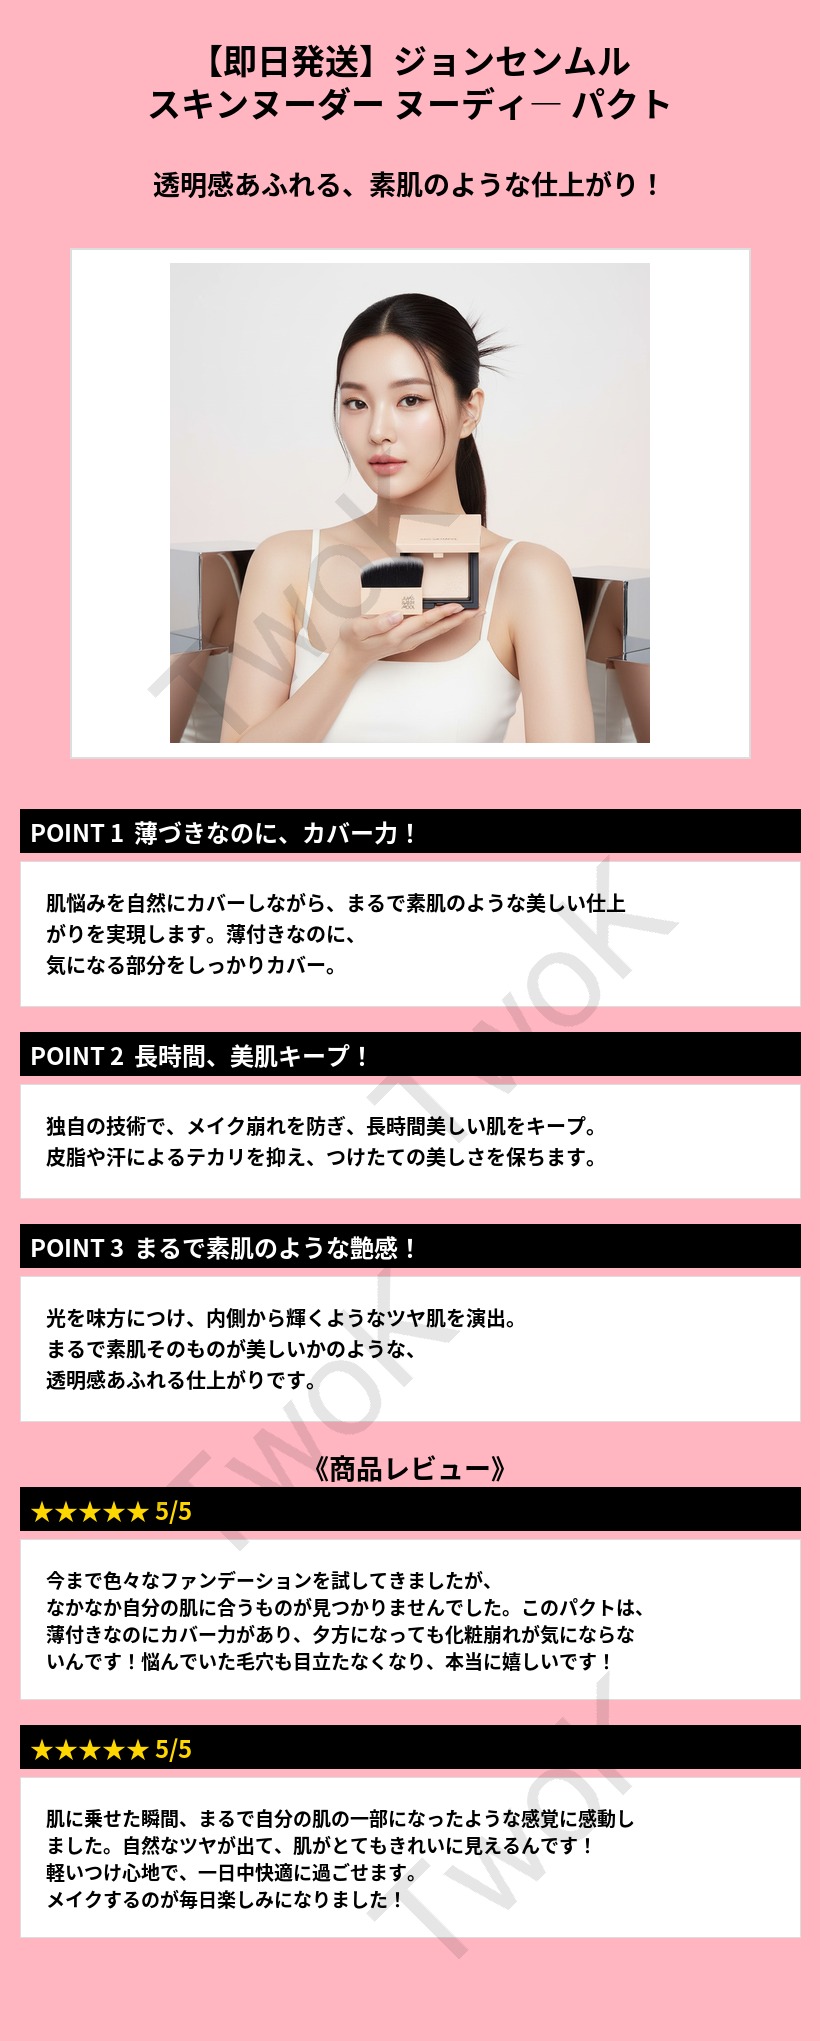 【即日発送】ジョンセンムル
スキンヌーダー ヌーディ― パクト
透明感あふれる、素肌のような仕上がり！
TwoK
POINT 1 薄づきなのに、カバー力！
肌悩みを自然にカバーしながら、まるで素肌のような美しい仕上
がりを実現します。薄付きなのに、
気になる部分をしっかりカバー。
TwoK
POINT 2 長時間、美肌キープ！
独自の技術で、メイク崩れを防ぎ、長時間美しい肌をキープ。
皮脂や汗によるテカリを抑え、つけたての美しさを保ちます。
POINT 3 まるで素肌のような艶感！
光を味方につけ、内側から輝くようなツヤ肌を演出。
まるで素肌そのものが美しいかのような、
透明感あふれる仕上がりです。
TwoK
《商品レビュー》
★★★★★ 5/5
今まで色々なファンデーションを試してきましたが、
なかなか自分の肌に合うものが見つかりませんでした。このパクトは、
薄付きなのにカバー力があり、夕方になっても化粧崩れが気にならな
いんです！悩んでいた毛穴も目立たなくなり、本当に嬉しいです！
★★★★★ 5/5
肌に乗せた瞬間、まるで自分の肌の一部になったような感覚に感動し
ました。自然なツヤが出て、肌がとてもきれいに見えるんです！
軽いつけ心地で、一日中快適に過ごせます。
メイクするのが毎日楽しみになりました！
TwoK